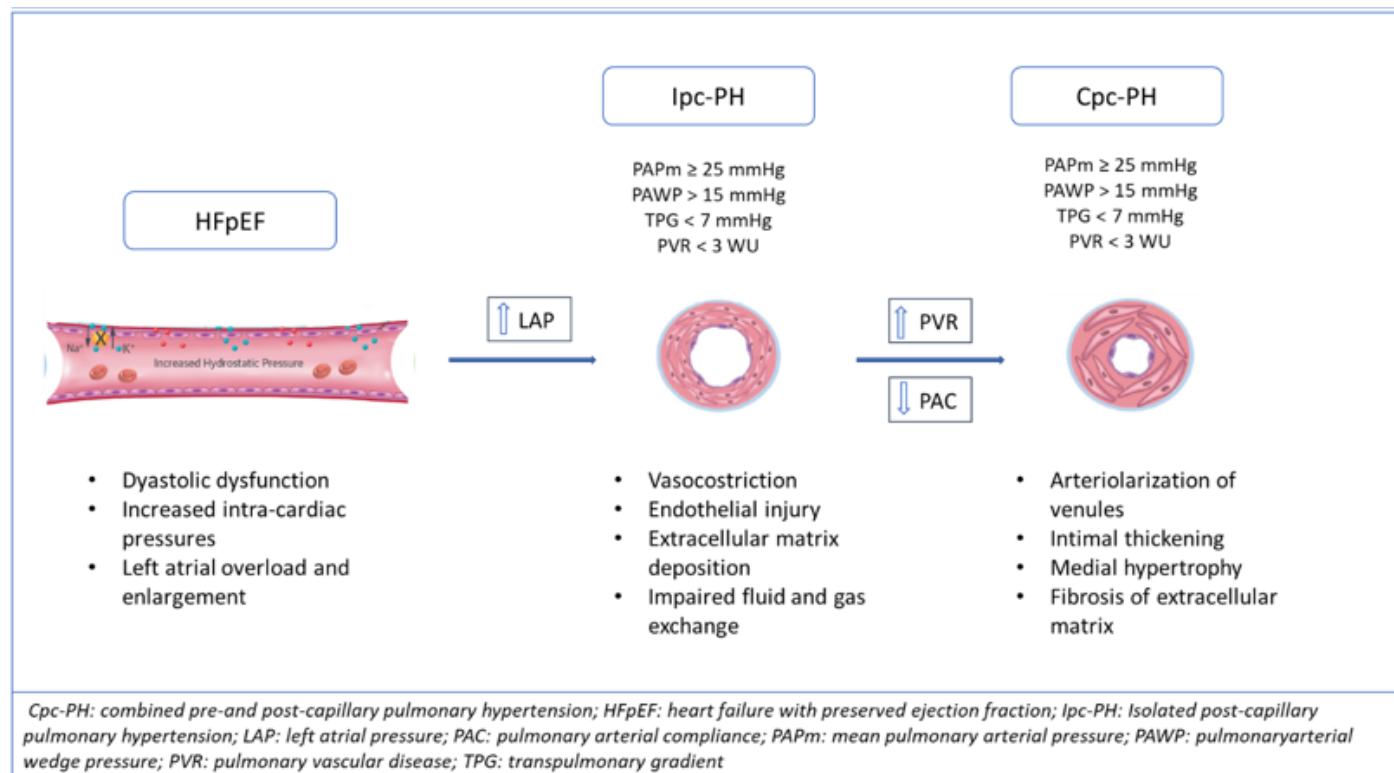 Ipc-PH
Cpc-PH
PAPm ≥ 25 mmHg
PAWP > 15 mmHg
TPG < 7 mmHg
PVR < 3 WU
PAPm ≥ 25 mmHg
PAWP > 15 mmHg
TPG < 7 mmHg
PVR < 3 WU
HFpEF
Na⁺
X
K⁺
Increased Hydrostatic Pressure
⇧ LAP
⇧ PVR
⇩ PAC
• Dyastolic dysfunction
• Increased intra-cardiac
pressures
• Left atrial overload and
enlargement
• Vasocostriction
• Endothelial injury
• Extracellular matrix
deposition
• Impaired fluid and gas
exchange
• Arteriolarization of
venules
• Intimal thickening
• Medial hypertrophy
• Fibrosis of extracellular
matrix
Cpc-PH: combined pre-and post-capillary pulmonary hypertension; HFpEF: heart failure with preserved ejection fraction; Ipc-PH: Isolated post-capillary
pulmonary hypertension; LAP: left atrial pressure; PAC: pulmonary arterial compliance; PAPm: mean pulmonary arterial pressure; PAWP: pulmonaryarterial
wedge pressure; PVR: pulmonary vascular disease; TPG: transpulmonary gradient